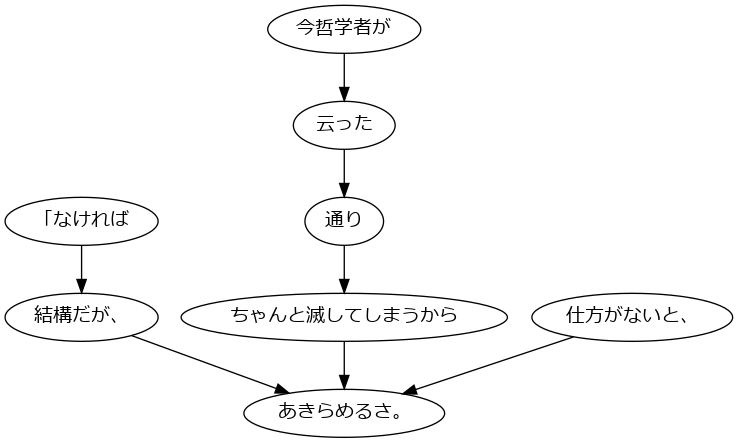 今哲学者が
云った
「なければ
通り
結構だが、
ちゃんと滅してしまうから
仕方がないと、
あきらめるさ。